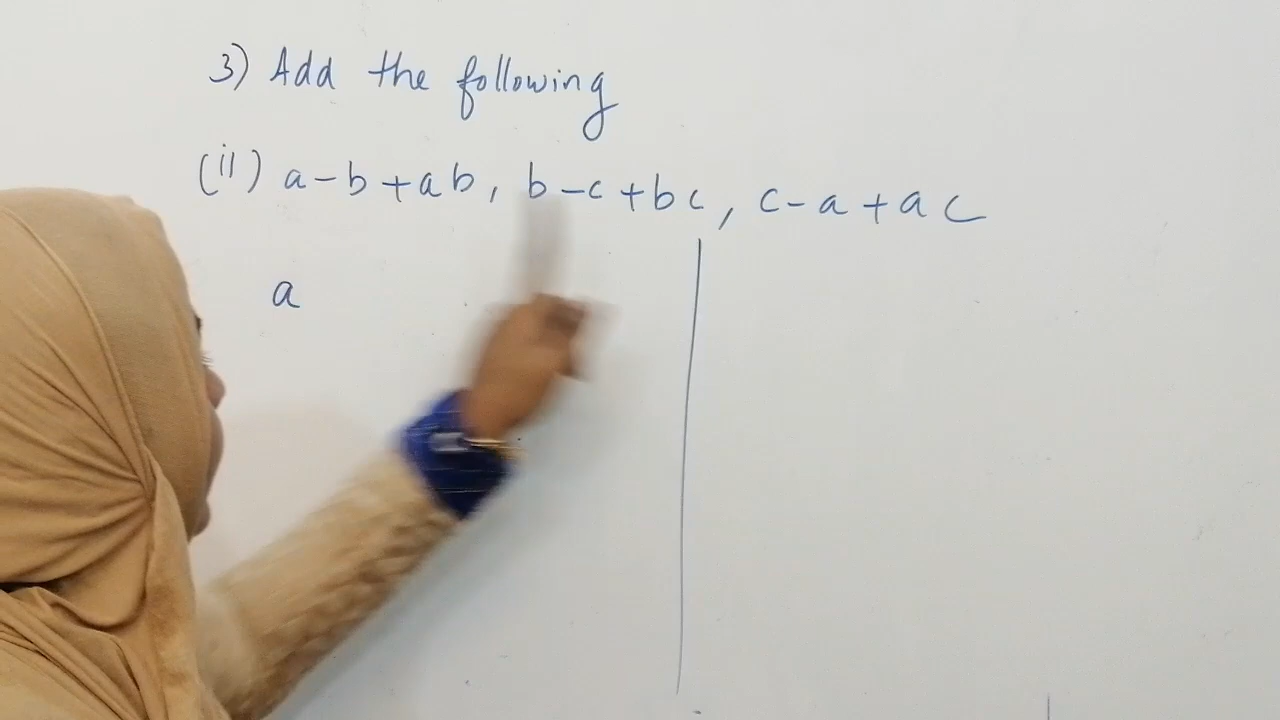 3) Add the following
(ii) a-b+ab, b-c+bc, c-a+ac
a